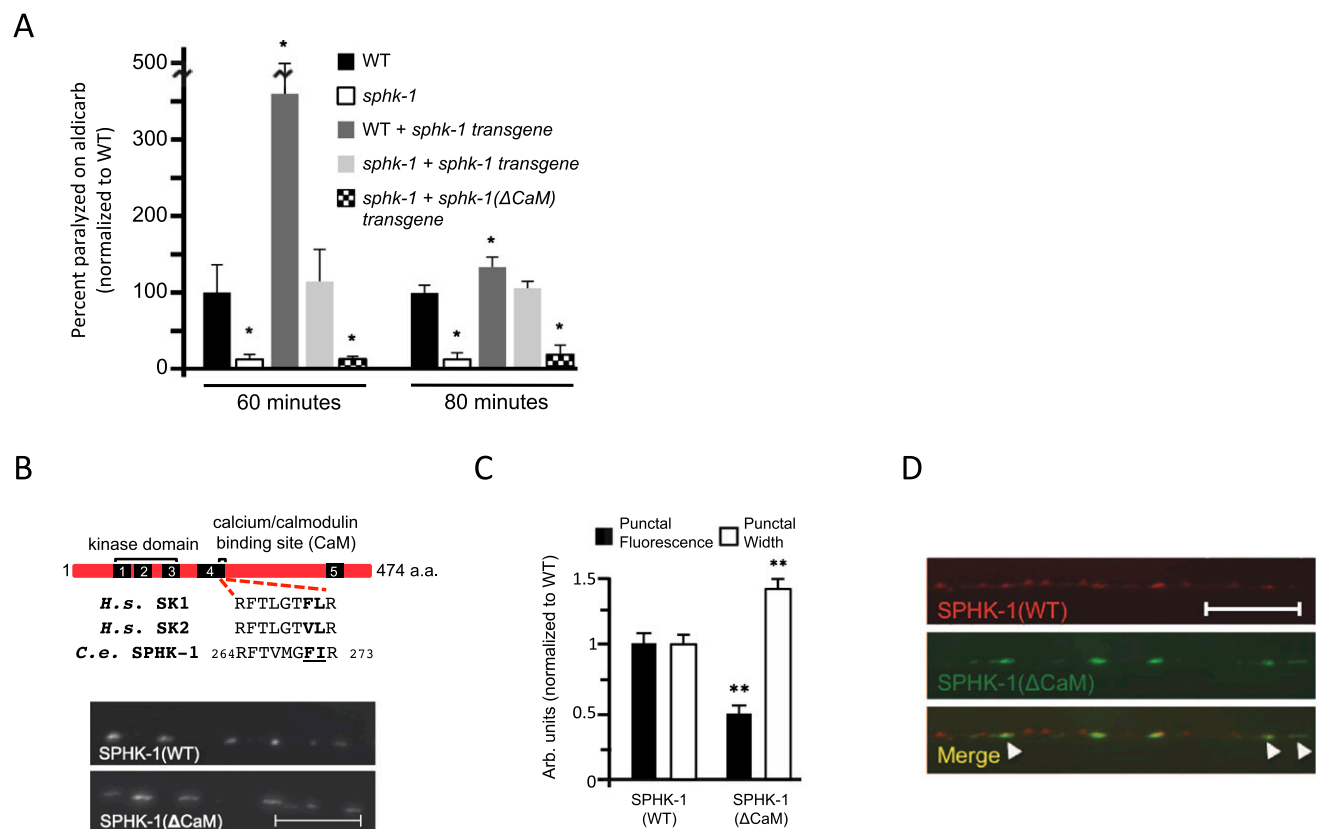 A
Percent paralyzed on aldicarb
(normalized to WT)
500
300
200
100
0
*
*
*
*
*
*
WT
sphk-1
WT + sphk-1 transgene
sphk-1 + sphk-1 transgene
sphk-1 + sphk-1(ΔCaM)
transgene
60 minutes
80 minutes
B
calcium/calmodulin
binding site (CaM)
kinase domain
1
1 2 3 4 5
474 a.a.
H.s. SK1 RFTLGTFLR
H.s. SK2 RFTLGTVLR
C.e. SPHK-1 264RFTVMGFIR 273
SPHK-1(WT)
SPHK-1(ΔCaM)
C
Punctal
Fluorescence
Punctal
Width
Arb. units (normalized to WT)
1.5
1
0.5
0
**
**
SPHK-1
(WT)
SPHK-1
(ΔCaM)
D
SPHK-1(WT)
SPHK-1(ΔCaM)
Merge